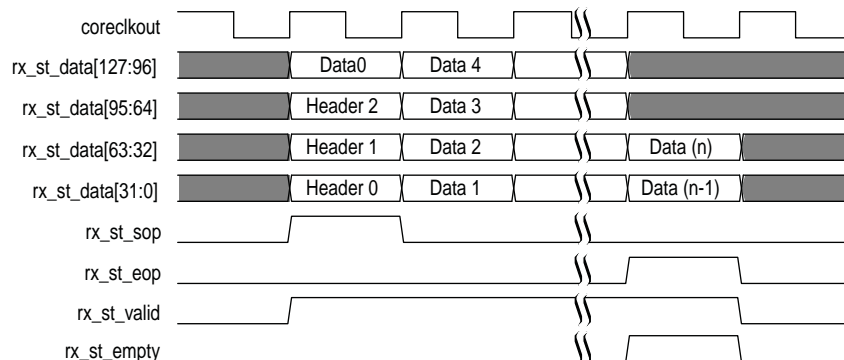 coreclkout
rx_st_data[127:96] Data0 Data 4
rx_st_data[95:64] Header 2 Data 3
rx_st_data[63:32] Header 1 Data 2 Data (n)
rx_st_data[31:0] Header 0 Data 1 Data (n-1)
rx_st_sop
rx_st_eop
rx_st_valid
rx_st_empty